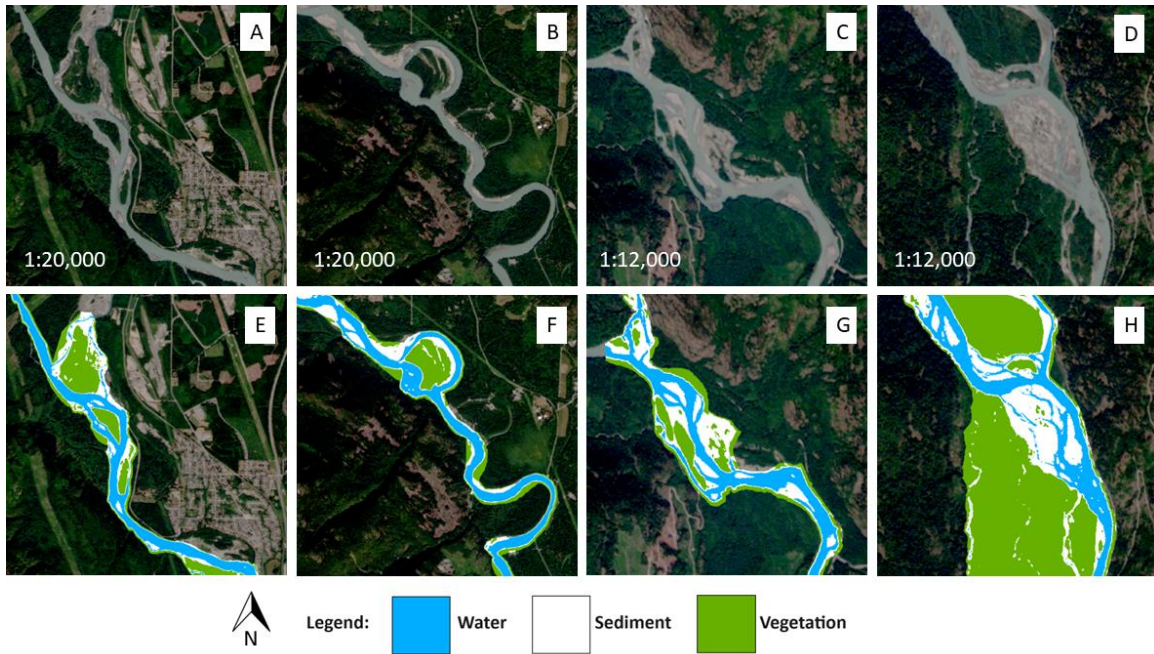 A
B
C
D
1:20,000
1:20,000
1:12,000
1:12,000
E
F
G
H
N
Legend:
Water
Sediment
Vegetation